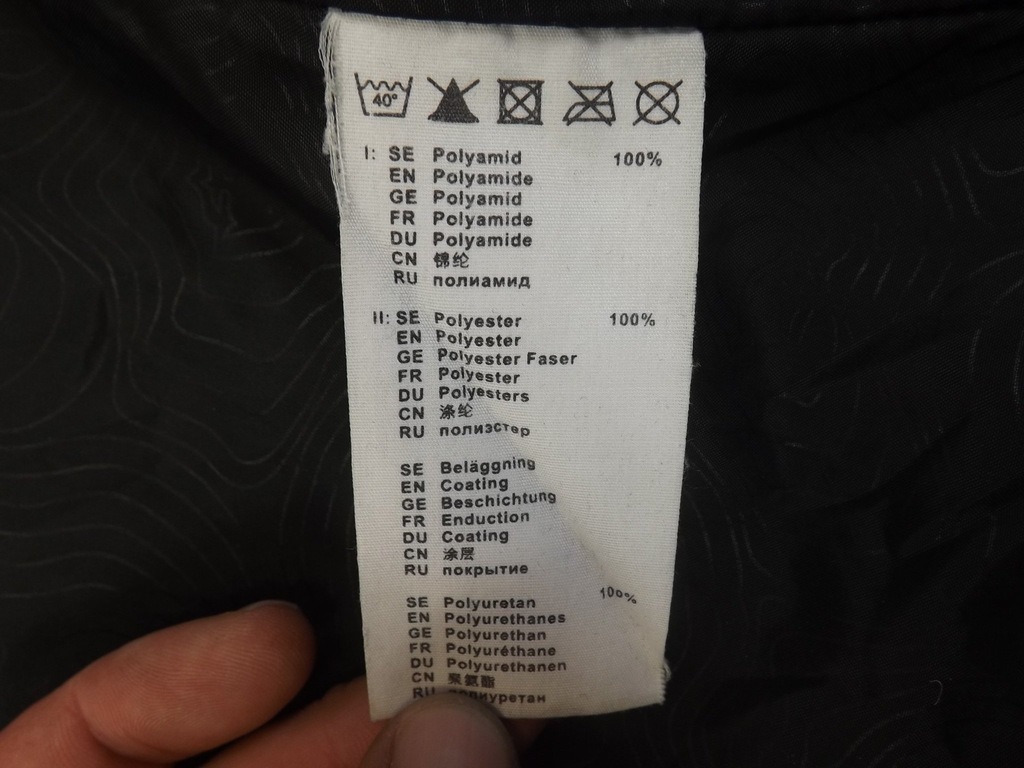 40°
I: SE Polyamid 100%
EN Polyamide
GE Polyamid
FR Polyamide
DU Polyamide
CN 锦纶
RU полиамид
II: SE Polyester 100%
EN Polyester
GE Polyester Faser
FR Polyester
DU Polyesters
CN 涤纶
RU полиэстер
SE Beläggning
EN Coating
GE Beschichtung
FR Enduction
DU Coating
CN 涂层
RU покрытие
SE Polyuretan 100%
EN Polyurethanes
GE Polyurethan
FR Polyuréthane
DU Polyurethanen
CN 聚氨酯
RU полиуретан